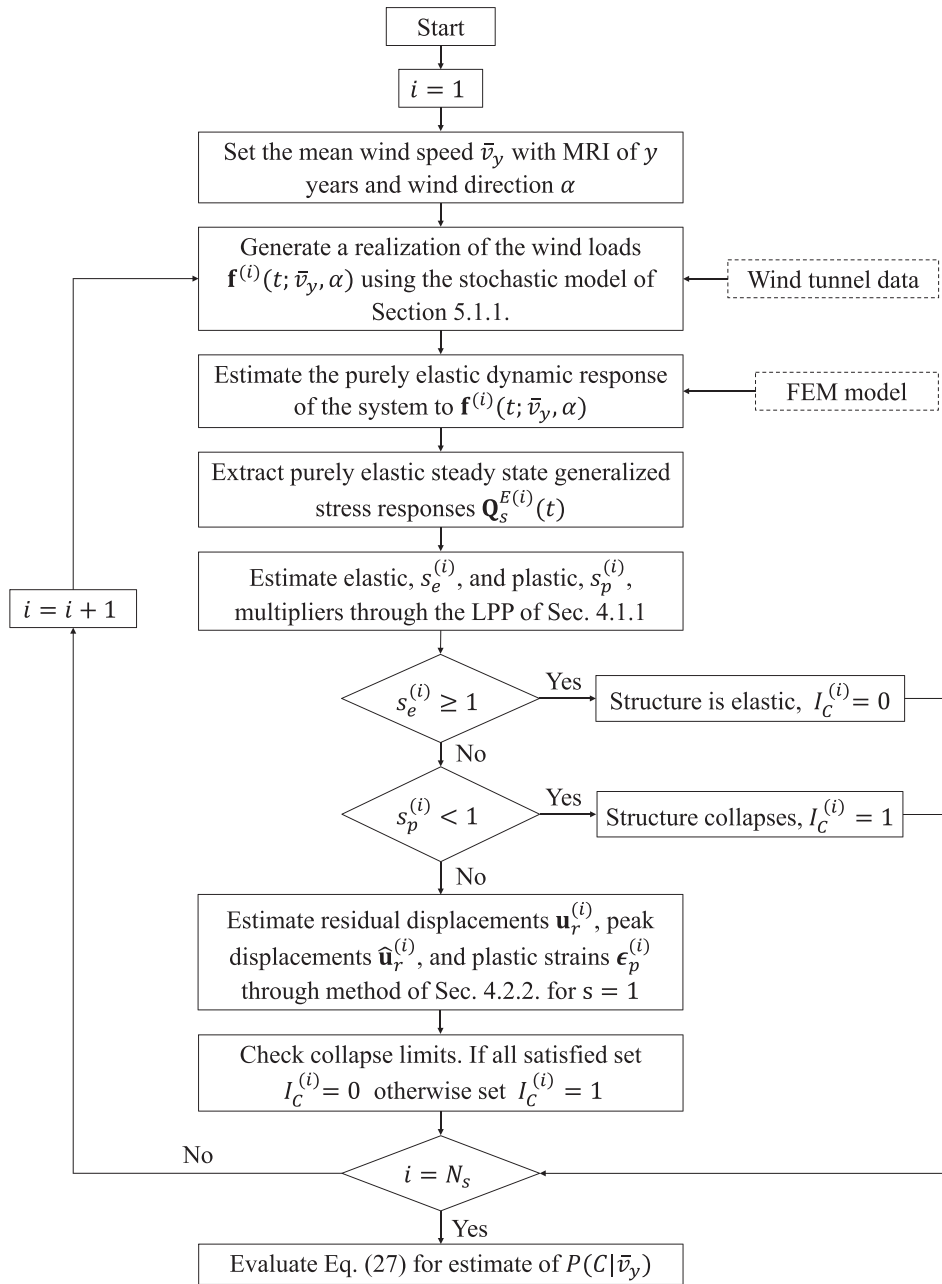 Start
i = 1
Set the mean wind speed v̄_y with MRI of y
years and wind direction α
Generate a realization of the wind loads
𝐟^(i)(t; v̄_y, α) using the stochastic model of
Section 5.1.1.
Wind tunnel data
Estimate the purely elastic dynamic response
of the system to 𝐟^(i)(t; v̄_y, α)
FEM model
Extract purely elastic steady state generalized
stress responses 𝐐_s^E(i)(t)
Estimate elastic, s_e^(i), and plastic, s_p^(i),
multipliers through the LPP of Sec. 4.1.1
i = i + 1
s_e^(i) ≥ 1
Yes
Structure is elastic, I_C^(i) = 0
No
s_p^(i) < 1
Yes
Structure collapses, I_C^(i) = 1
No
Estimate residual displacements 𝐮_r^(i), peak
displacements 𝐮̂_r^(i), and plastic strains 𝛜_p^(i)
through method of Sec. 4.2.2. for s = 1
Check collapse limits. If all satisfied set
I_C^(i) = 0 otherwise set I_C^(i) = 1
No
i = N_s
Yes
Evaluate Eq. (27) for estimate of P(C|v̄_y)